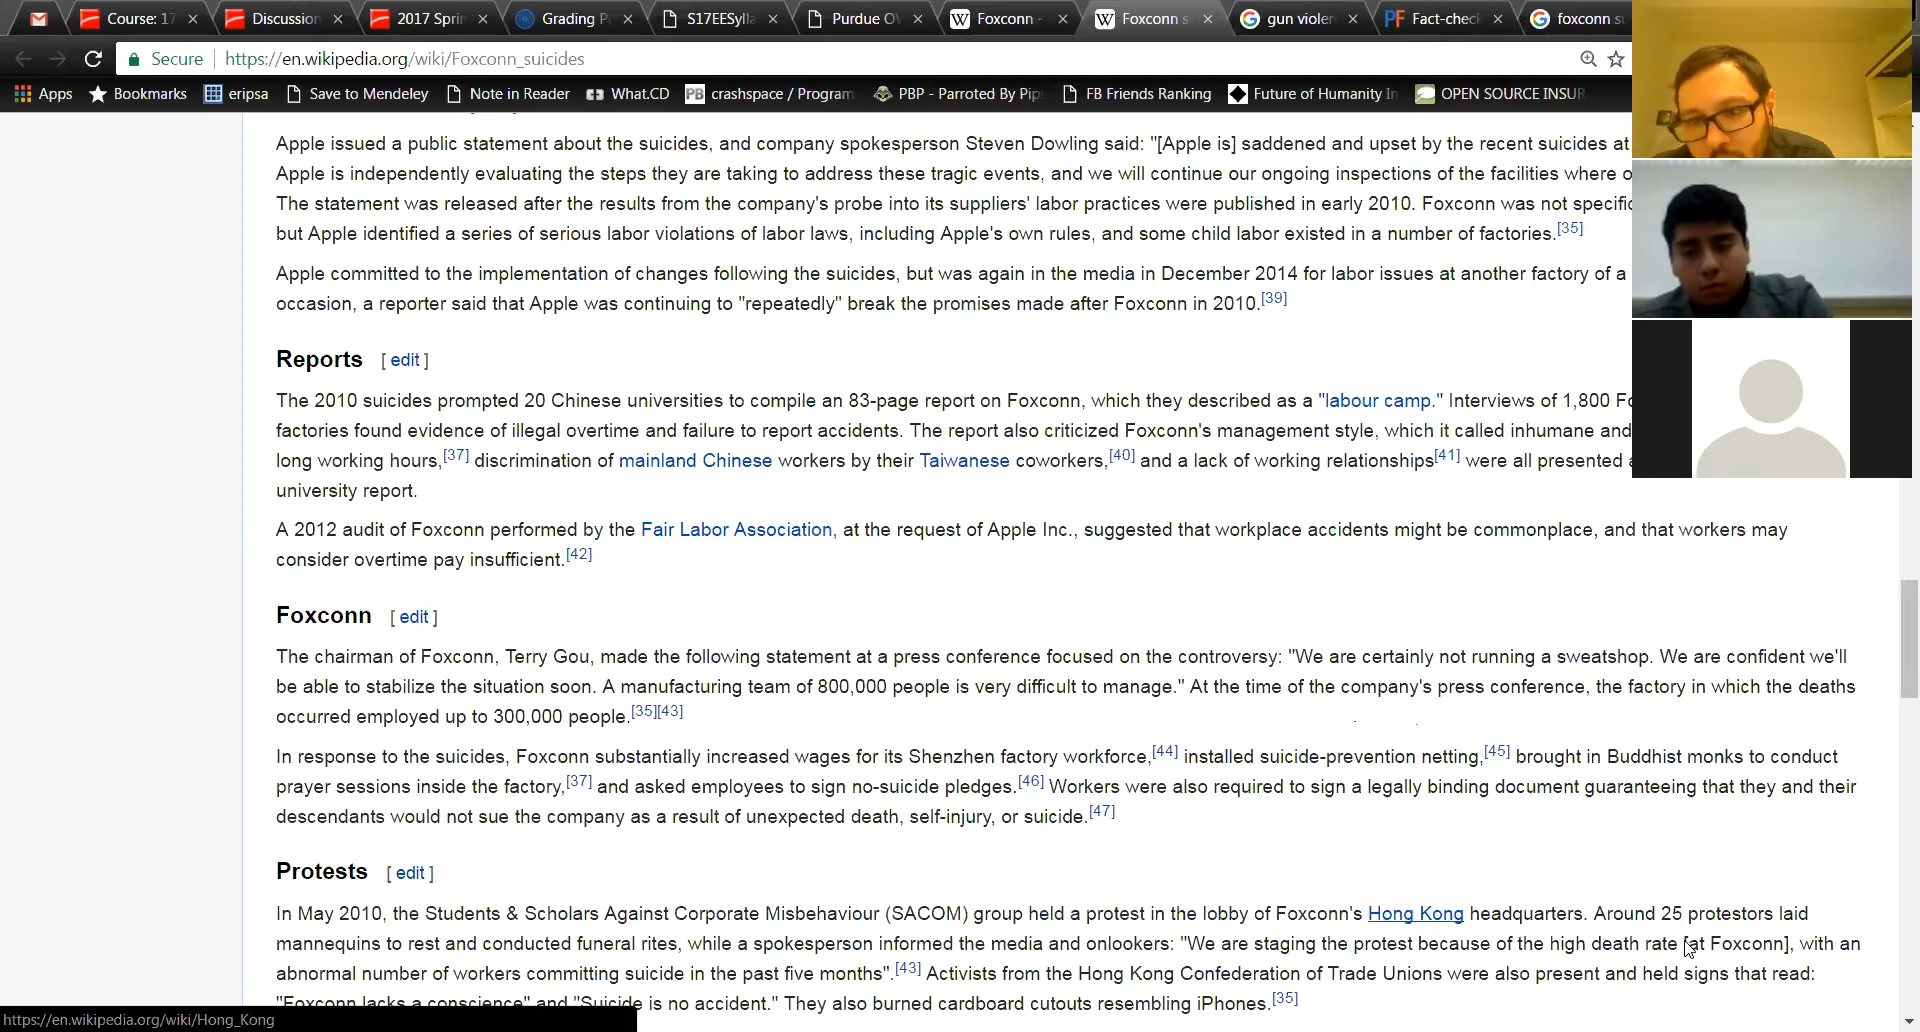 Course: 17
Discussion
2017 Sprin
Grading P
S17EESylla
Purdue OW
Foxconn -
Foxconn s
gun violen
Fact-check
foxconn su
Secure
https://en.wikipedia.org/wiki/Foxconn_suicides
Apps
Bookmarks
eripsa
Save to Mendeley
Note in Reader
What.CD
crashspace / Program
PBP - Parroted By Pip
FB Friends Ranking
Future of Humanity In
OPEN SOURCE INSUR
Apple issued a public statement about the suicides, and company spokesperson Steven Dowling said: "[Apple is] saddened and upset by the recent suicides at
Apple is independently evaluating the steps they are taking to address these tragic events, and we will continue our ongoing inspections of the facilities where o
The statement was released after the results from the company's probe into its suppliers' labor practices were published in early 2010. Foxconn was not specific
but Apple identified a series of serious labor violations of labor laws, including Apple's own rules, and some child labor existed in a number of factories.[35]
Apple committed to the implementation of changes following the suicides, but was again in the media in December 2014 for labor issues at another factory of a
occasion, a reporter said that Apple was continuing to "repeatedly" break the promises made after Foxconn in 2010.[39]
Reports [ edit ]
The 2010 suicides prompted 20 Chinese universities to compile an 83-page report on Foxconn, which they described as a "labour camp." Interviews of 1,800 Fo
factories found evidence of illegal overtime and failure to report accidents. The report also criticized Foxconn's management style, which it called inhumane and
long working hours,[37] discrimination of mainland Chinese workers by their Taiwanese coworkers,[40] and a lack of working relationships[41] were all presented
university report.
A 2012 audit of Foxconn performed by the Fair Labor Association, at the request of Apple Inc., suggested that workplace accidents might be commonplace, and that workers may
consider overtime pay insufficient.[42]
Foxconn [ edit ]
The chairman of Foxconn, Terry Gou, made the following statement at a press conference focused on the controversy: "We are certainly not running a sweatshop. We are confident we'll
be able to stabilize the situation soon. A manufacturing team of 800,000 people is very difficult to manage." At the time of the company's press conference, the factory in which the deaths
occurred employed up to 300,000 people.[35][43]
In response to the suicides, Foxconn substantially increased wages for its Shenzhen factory workforce,[44] installed suicide-prevention netting,[45] brought in Buddhist monks to conduct
prayer sessions inside the factory,[37] and asked employees to sign no-suicide pledges.[46] Workers were also required to sign a legally binding document guaranteeing that they and their
descendants would not sue the company as a result of unexpected death, self-injury, or suicide.[47]
Protests [ edit ]
In May 2010, the Students & Scholars Against Corporate Misbehaviour (SACOM) group held a protest in the lobby of Foxconn's Hong Kong headquarters. Around 25 protestors laid
mannequins to rest and conducted funeral rites, while a spokesperson informed the media and onlookers: "We are staging the protest because of the high death rate [at Foxconn], with an
abnormal number of workers committing suicide in the past five months".[43] Activists from the Hong Kong Confederation of Trade Unions were also present and held signs that read:
"Foxconn lacks a conscience" and "Suicide is no accident." They also burned cardboard cutouts resembling iPhones.[35]
https://en.wikipedia.org/wiki/Hong_Kong